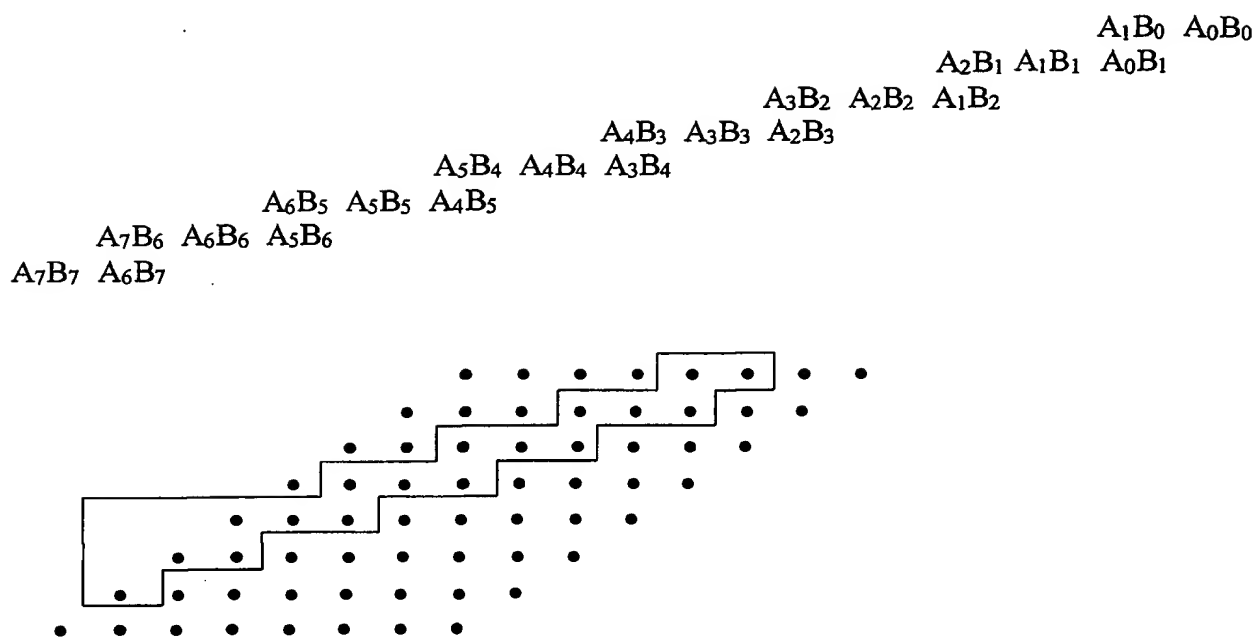 A₁B₀ A₀B₀
A₂B₁ A₁B₁ A₀B₁
A₃B₂ A₂B₂ A₁B₂
A₄B₃ A₃B₃ A₂B₃
A₅B₄ A₄B₄ A₃B₄
A₆B₅ A₅B₅ A₄B₅
A₇B₆ A₆B₆ A₅B₆
A₇B₇ A₆B₇